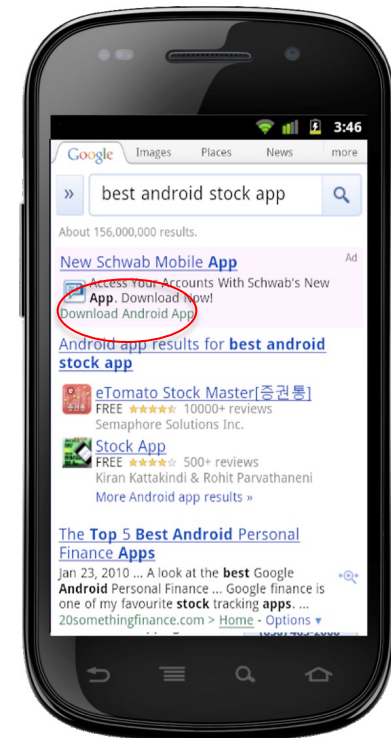 3:46
Google Images Places News more
» best android stock app
About 156,000,000 results.
New Schwab Mobile App Ad
Access Your Accounts With Schwab's New
App. Download Now!
Download Android App
Android app results for best android
stock app
eTomato Stock Master[증권통]
FREE 10000+ reviews
Semaphore Solutions Inc.
Stock App
FREE 500+ reviews
Kiran Kattakindi & Rohit Parvathaneni
More Android app results »
The Top 5 Best Android Personal
Finance Apps
Jan 23, 2010 ... A look at the best Google
Android Personal Finance ... Google finance is
one of my favourite stock tracking apps. ...
20somethingfinance.com > Home - Options ▾